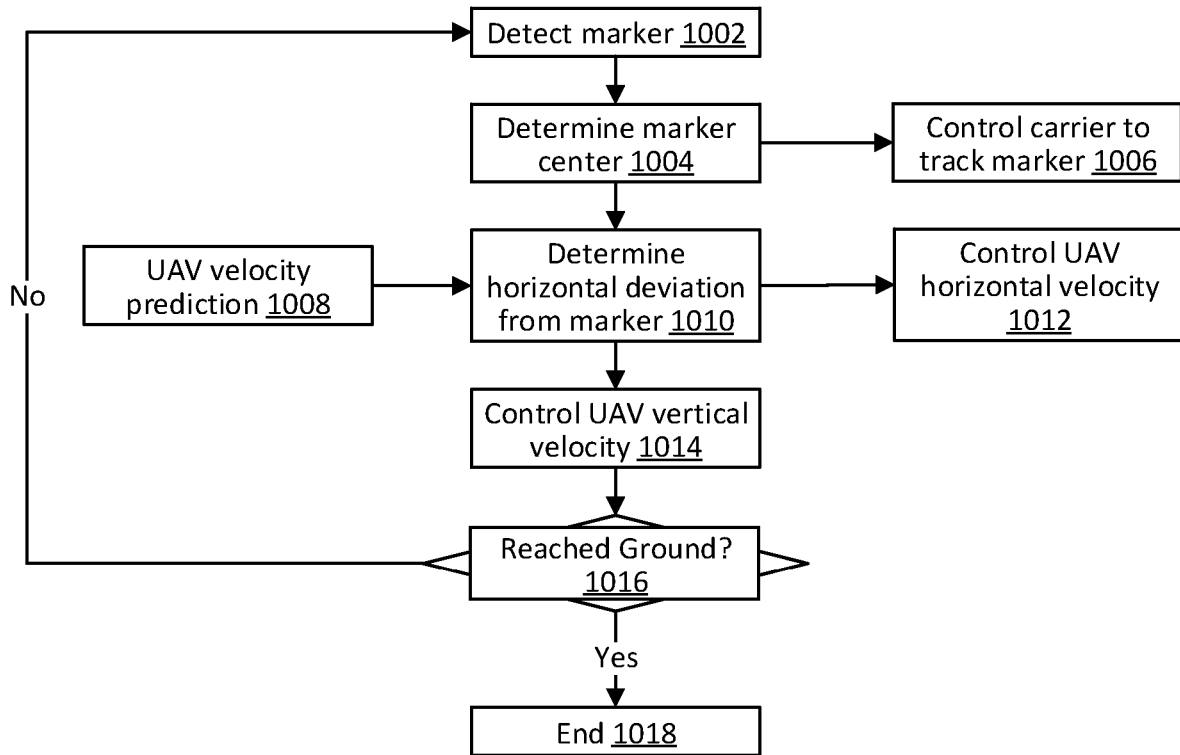 Detect marker 1002
Determine marker
center 1004
Control carrier to
track marker 1006
UAV velocity
prediction 1008
Determine
horizontal deviation
from marker 1010
Control UAV
horizontal velocity
1012
No
Control UAV vertical
velocity 1014
Reached Ground?
1016
Yes
End 1018